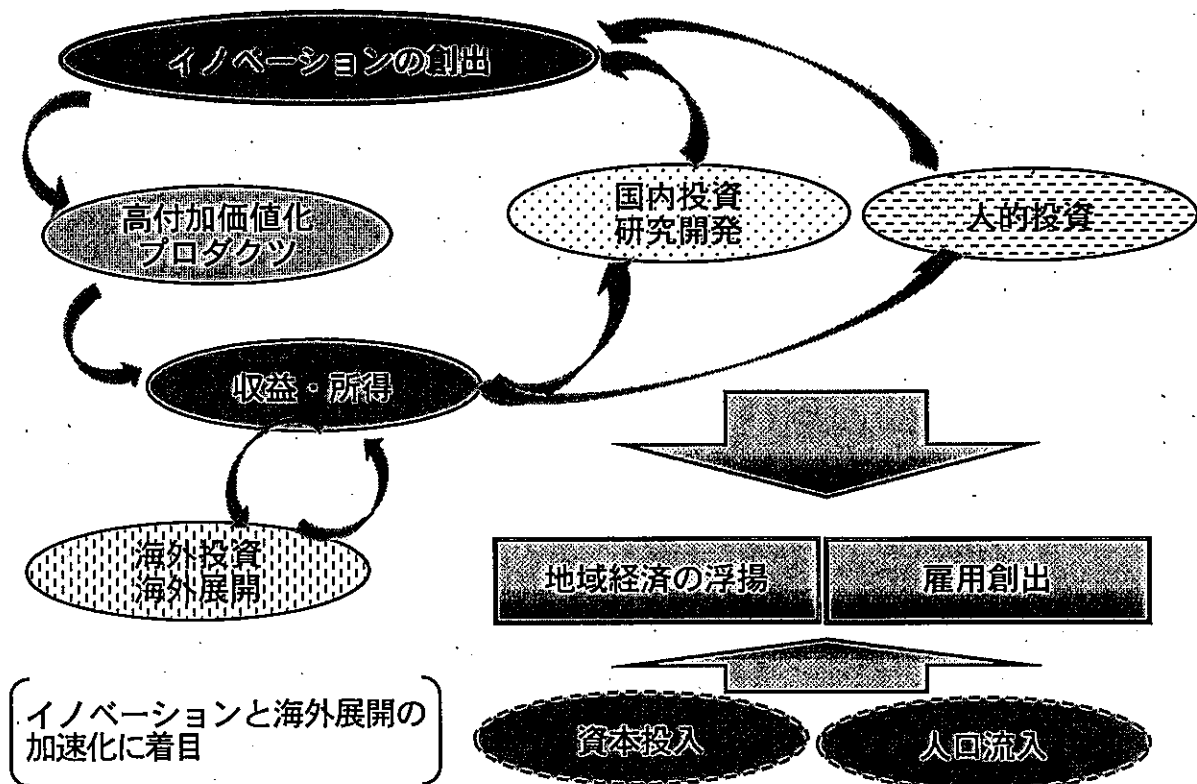 イノベーションの創出
高付加価値化
プロダクツ
国内投資
研究開発
人的投資
収益・所得
海外投資
海外展開
地域経済の浮揚
雇用創出
イノベーションと海外展開の
加速化に着目
資本投入
人口流入